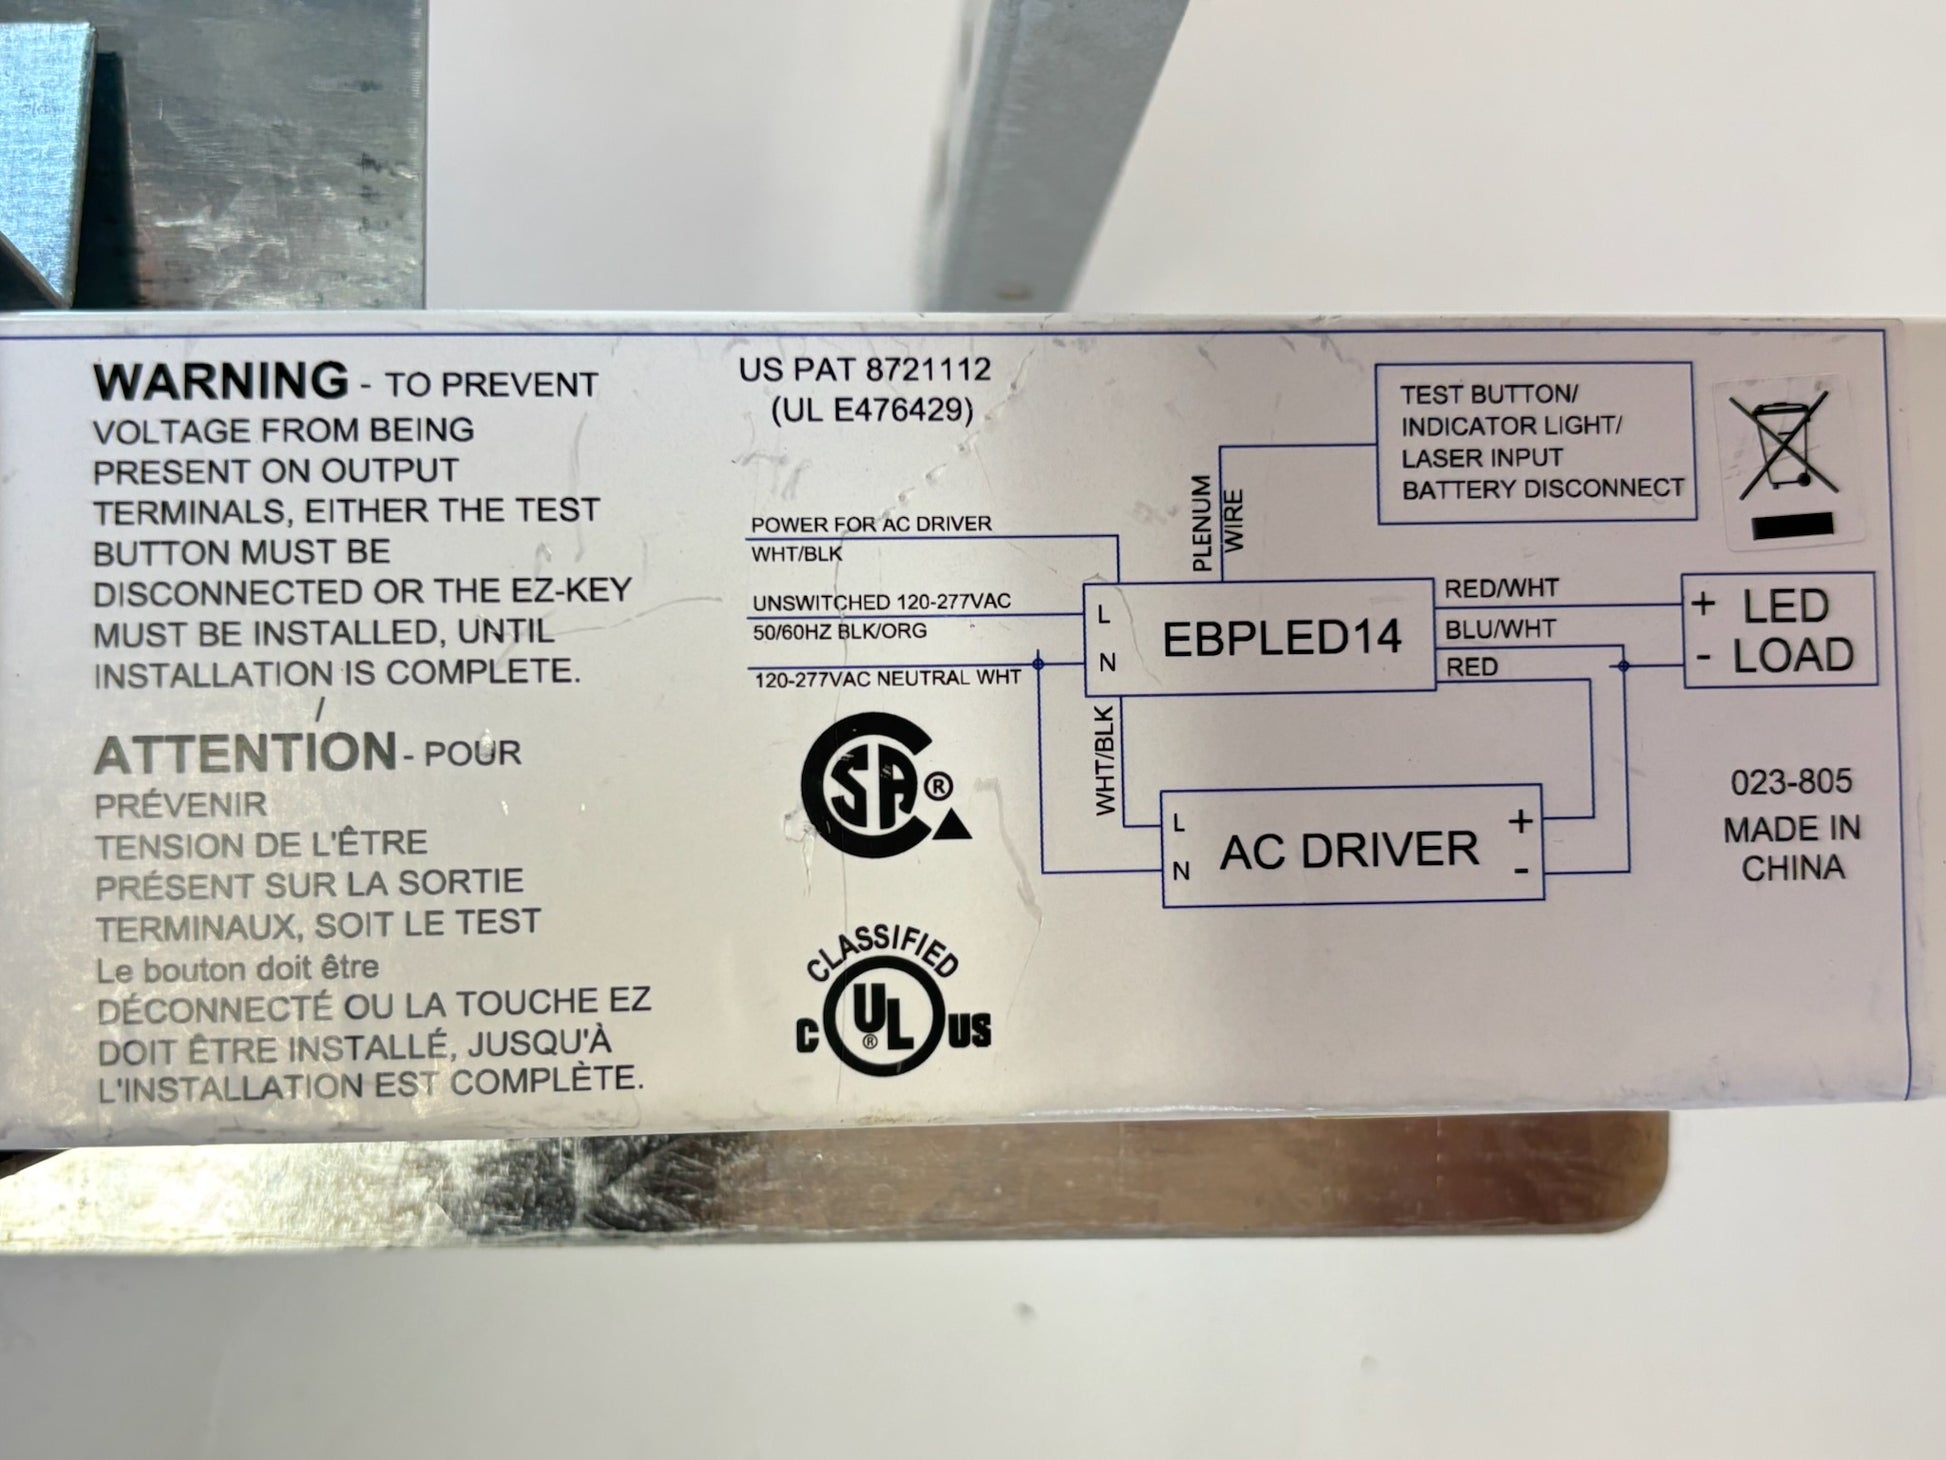 WARNING - TO PREVENT
VOLTAGE FROM BEING
PRESENT ON OUTPUT
TERMINALS, EITHER THE TEST
BUTTON MUST BE
DISCONNECTED OR THE EZ-KEY
MUST BE INSTALLED, UNTIL
INSTALLATION IS COMPLETE.
/
ATTENTION - POUR
PRÉVENIR
TENSION DE L'ÊTRE
PRÉSENT SUR LA SORTIE
TERMINAUX, SOIT LE TEST
Le bouton doit être
DÉCONNECTÉ OU LA TOUCHE EZ
DOIT ÊTRE INSTALLÉ, JUSQU'À
L'INSTALLATION EST COMPLÈTE.
US PAT 8721112
(UL E476429)
POWER FOR AC DRIVER
WHT/BLK
UNSWITCHED 120-277VAC
50/60HZ BLK/ORG
120-277VAC NEUTRAL WHT
CSA®
CLASSIFIED
C UL® US
PLENUM
WIRE
TEST BUTTON/
INDICATOR LIGHT/
LASER INPUT
BATTERY DISCONNECT
L
N
EBPLED14
RED/WHT
BLU/WHT
RED
+ LED
- LOAD
WHT/BLK
L
N
AC DRIVER
+
-
023-805
MADE IN
CHINA